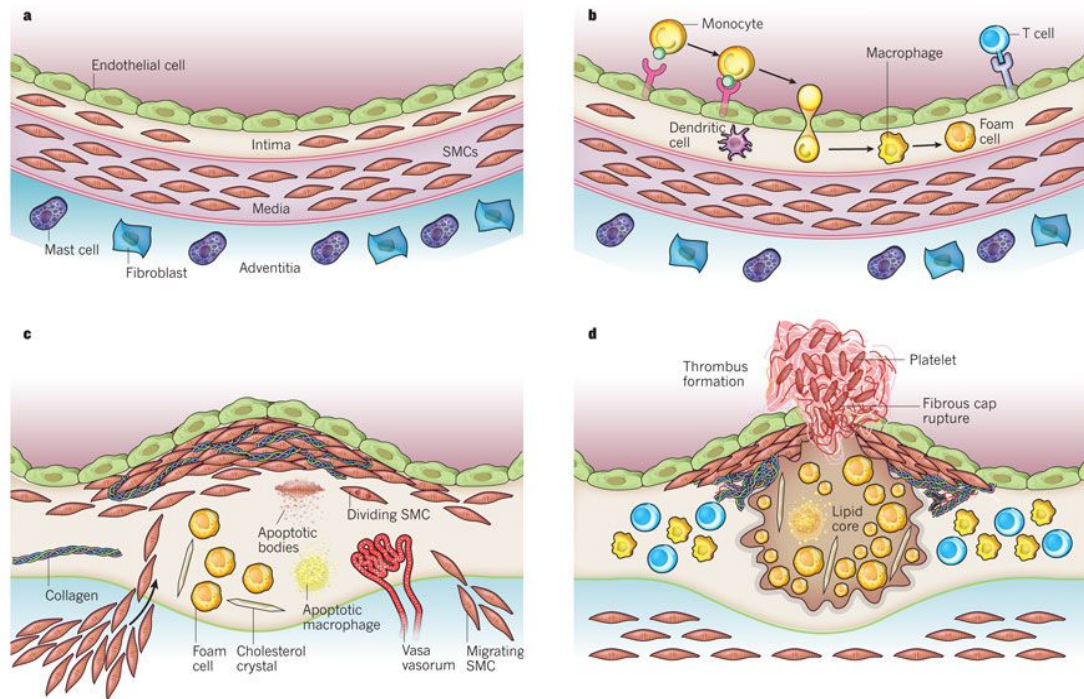 a
Endothelial cell
Intima
SMCs
Media
Mast cell
Fibroblast
Adventitia
b
Monocyte
T cell
Macrophage
Dendritic
cell
Foam
cell
c
Dividing SMC
Apoptotic
bodies
Collagen
Apoptotic
macrophage
Foam
cell
Cholesterol
crystal
Vasa
vasorum
Migrating
SMC
d
Thrombus
formation
Platelet
Fibrous cap
rupture
Lipid
core